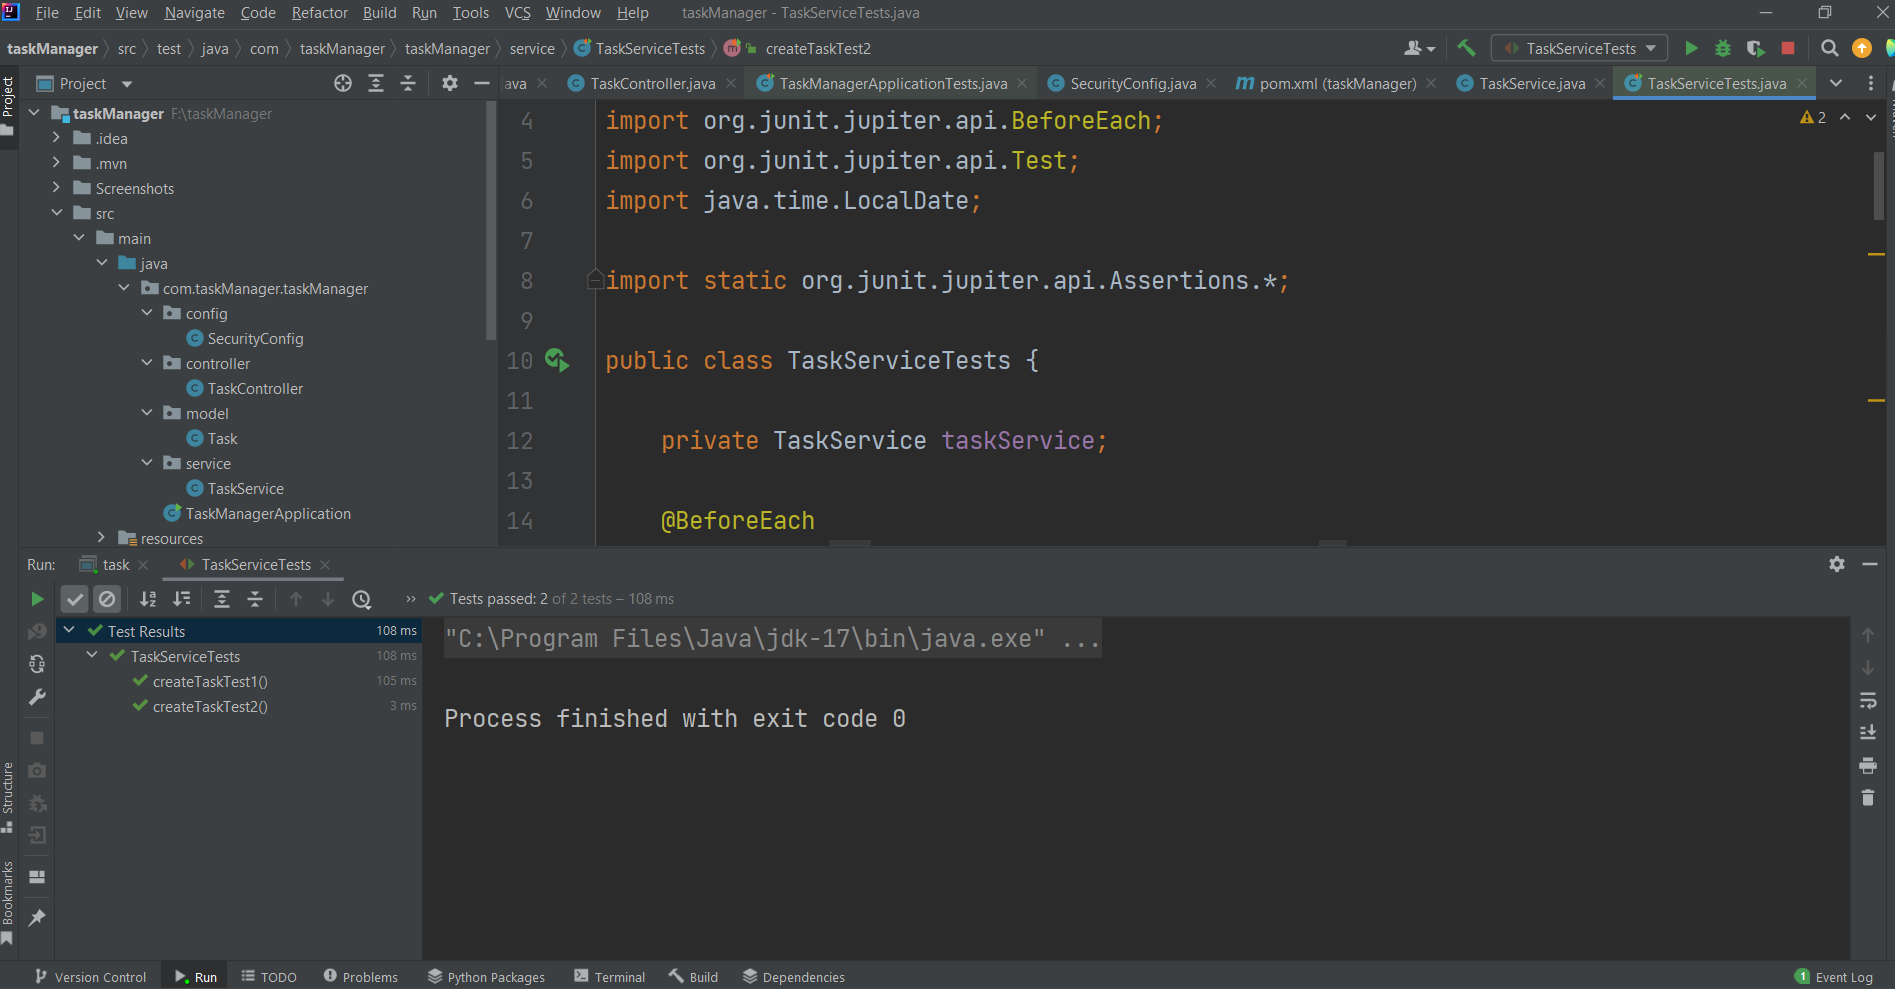 File Edit View Navigate Code Refactor Build Run Tools VCS Window Help taskManager - TaskServiceTests.java
taskManager src test java com taskManager taskManager service TaskServiceTests createTaskTest2 TaskServiceTests
Project
Project
java TaskController.java TaskManagerApplicationTests.java SecurityConfig.java pom.xml (taskManager) TaskService.java TaskServiceTests.java
taskManager F:\taskManager
.idea
.mvn
Screenshots
src
main
java
com.taskManager.taskManager
config
SecurityConfig
controller
TaskController
model
Task
service
TaskService
TaskManagerApplication
resources
4 import org.junit.jupiter.api.BeforeEach;
5 import org.junit.jupiter.api.Test;
6 import java.time.LocalDate;
7
8 import static org.junit.jupiter.api.Assertions.*;
9
10 public class TaskServiceTests {
11
12 private TaskService taskService;
13
14 @BeforeEach
2
Run: task TaskServiceTests
Tests passed: 2 of 2 tests – 108 ms
Test Results 108 ms
TaskServiceTests 108 ms
createTaskTest1() 105 ms
createTaskTest2() 3 ms
"C:\Program Files\Java\jdk-17\bin\java.exe" ...
Process finished with exit code 0
Structure
Bookmarks
Version Control Run TODO Problems Python Packages Terminal Build Dependencies 1 Event Log